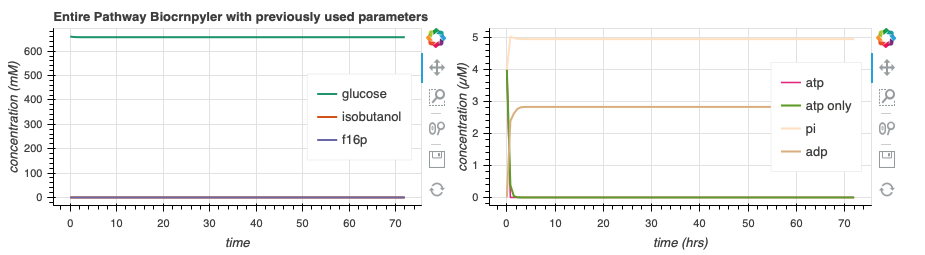 Entire Pathway Biocrnpyler with previously used parameters
concentration (mM)
600
500
400
300
200
100
0
glucose
isobutanol
f16p
0 10 20 30 40 50 60 70
time
concentration (µM)
5
4
3
2
1
0
atp
atp only
pi
adp
0 10 20 30 40 50 60 70
time (hrs)